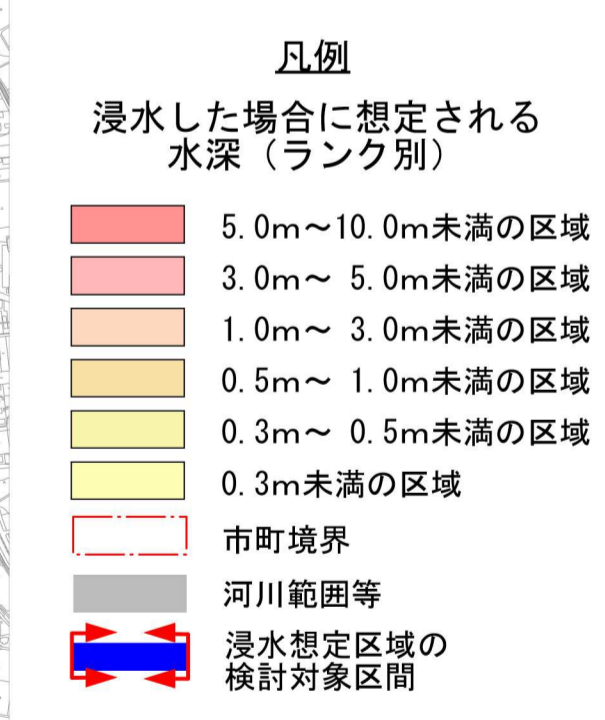 凡例
浸水した場合に想定される
水深（ランク別）
5.0m～10.0m未満の区域
3.0m～ 5.0m未満の区域
1.0m～ 3.0m未満の区域
0.5m～ 1.0m未満の区域
0.3m～ 0.5m未満の区域
0.3m未満の区域
市町境界
河川範囲等
浸水想定区域の
検討対象区間